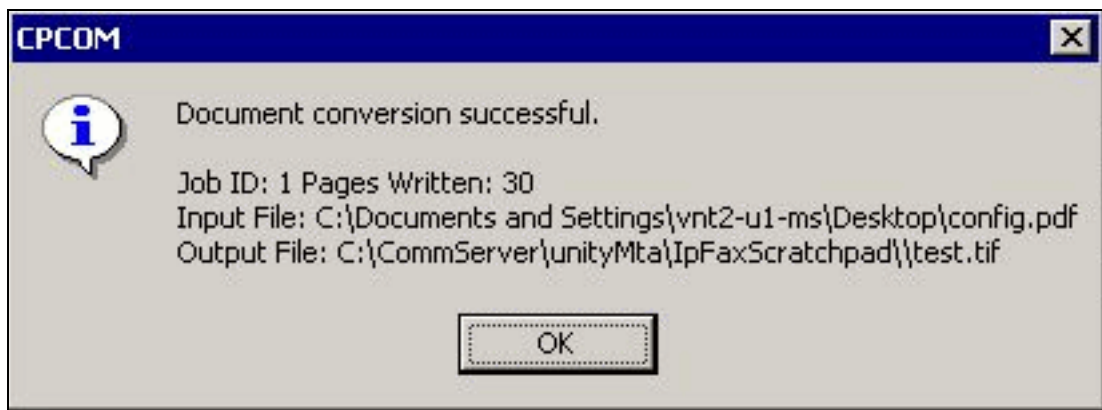 CPCOM
Document conversion successful.
Job ID: 1 Pages Written: 30
Input File: C:\Documents and Settings\vnt2-u1-ms\Desktop\config.pdf
Output File: C:\CommServer\unityMta\IpFaxScratchpad\\test.tif
OK